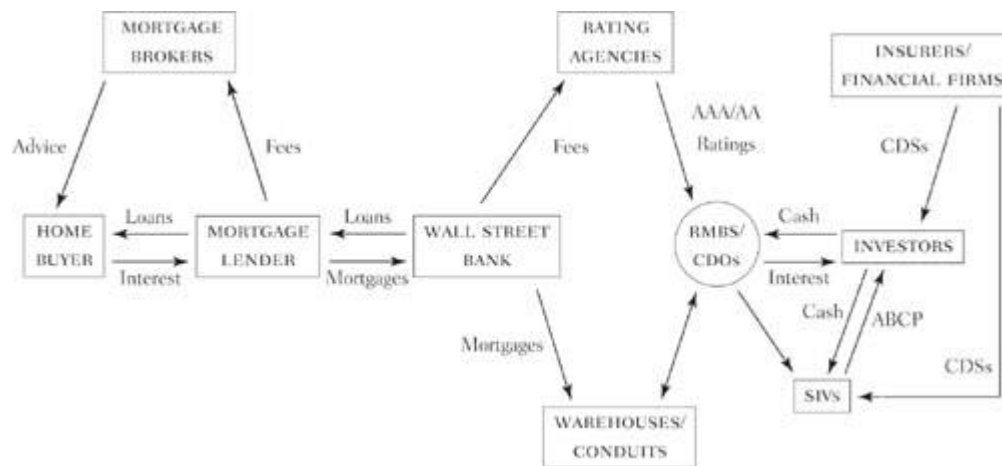 MORTGAGE
BROKERS
RATING
AGENCIES
INSURERS/
FINANCIAL FIRMS
Advice
Fees
Fees
AAA/AA
Ratings
CDSs
HOME
BUYER
Loans
Interest
MORTGAGE
LENDER
Loans
Mortgages
WALL STREET
BANK
RMBS/
CDOs
Cash
Interest
INVESTORS
Mortgages
Cash
ABCP
CDSs
SIVs
WAREHOUSES/
CONDUITS